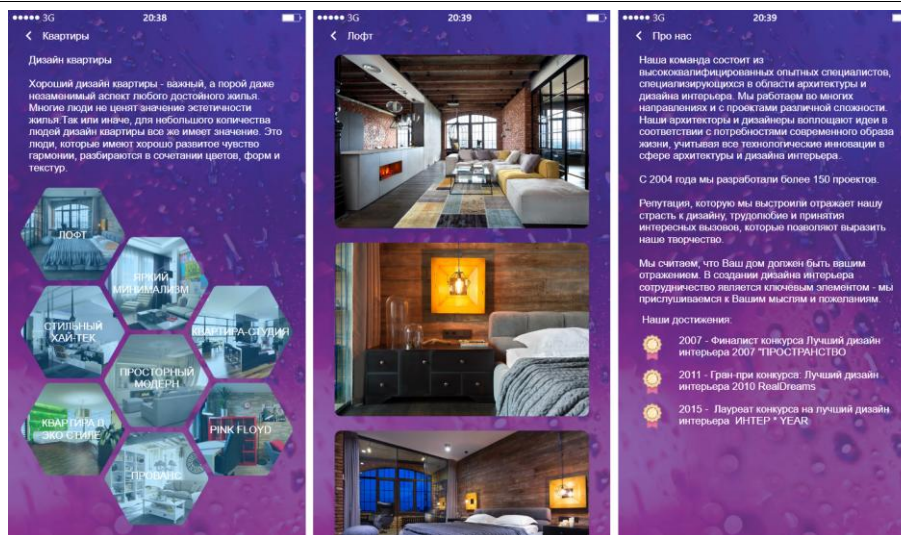 3G 20:38
Квартиры
Дизайн квартиры
Хороший дизайн квартиры - важный, а порой даже
незаменимый аспект любого достойного жилья.
Многие люди не ценят значение эстетичности
жилья.Так или иначе, для небольшого количества
людей дизайн квартиры все же имеет значение. Это
люди, которые имеют хорошо развитое чувство
гармонии, разбираются в сочетании цветов, форм и
текстур.
ЛОФТ
ЯРКИЙ
МИНИМАЛИЗМ
СТИЛЬНЫЙ
ХАЙ-ТЕК
КВАРТИРА-СТУДИЯ
ПРОСТОРНЫЙ
МОДЕРН
КВАРТИРА В
ЭКО СТИЛЕ
PINK FLOYD
ПРОВАНС
3G 20:39
Лофт
3G 20:39
Про нас
Наша команда состоит из
высококвалифицированных опытных специалистов,
специализирующихся в области архитектуры и
дизайна интерьера. Мы работаем во многих
направлениях и с проектами различной сложности.
Наши архитекторы и дизайнеры воплощают идеи в
соответствии с потребностями современного образа
жизни, учитывая все технологические инновации в
сфере архитектуры и дизайна интерьера.
С 2004 года мы разработали более 150 проектов.
Репутация, которую мы выстроили отражает нашу
страсть к дизайну, трудолюбие и принятия
интересных вызовов, которые позволяют выразить
наше творчество.
Мы считаем, что Ваш дом должен быть вашим
отражением. В создании дизайна интерьера
сотрудничество является ключевым элементом - мы
прислушиваемся к Вашим мыслям и пожеланиям.
Наши достижения:
2007 - Финалист конкурса Лучший дизайн
интерьера 2007 "ПРОСТРАНСТВО
2011 - Гран-при конкурса: Лучший дизайн
интерьера 2010 RealDreams
2015 - Лауреат конкурса на лучший дизайн
интерьера ИНТЕР * YEAR